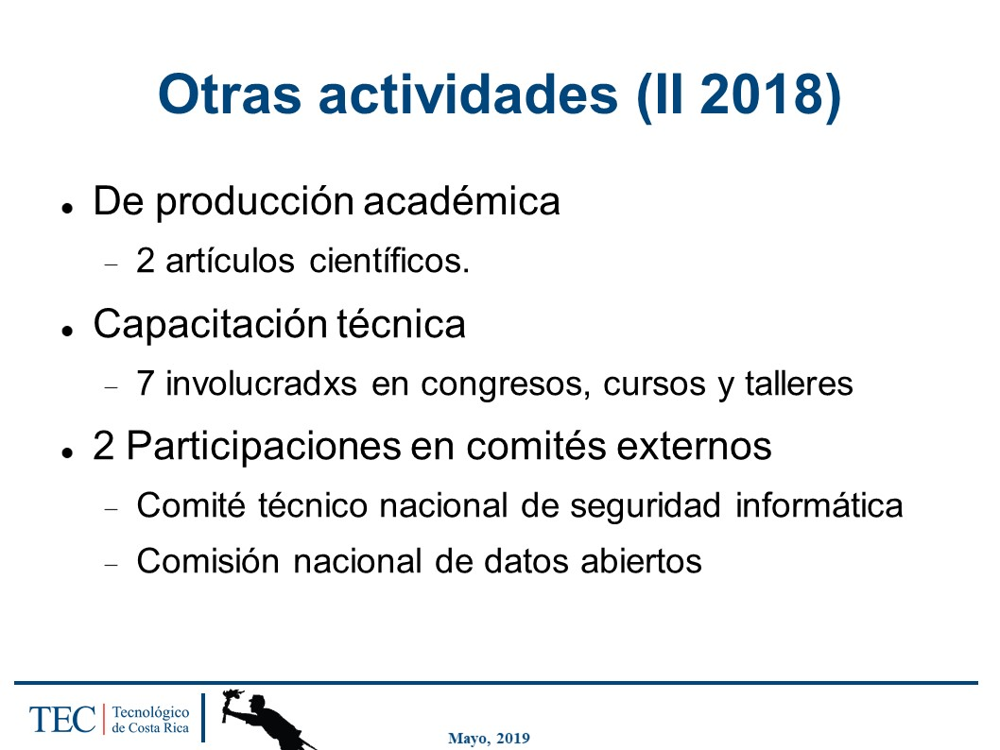 Otras actividades (II 2018)
● De producción académica
– 2 artículos científicos.
● Capacitación técnica
– 7 involucradxs en congresos, cursos y talleres
● 2 Participaciones en comités externos
– Comité técnico nacional de seguridad informática
– Comisión nacional de datos abiertos
TEC | Tecnológico
de Costa Rica
Mayo, 2019